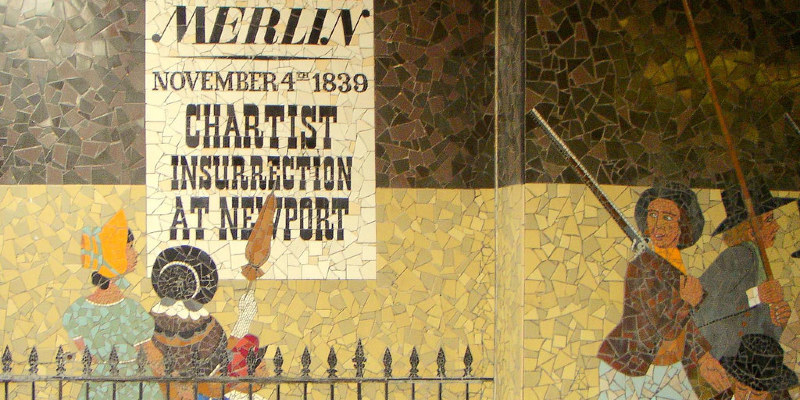 MERLIN
NOVEMBER 4TH 1839
CHARTIST
INSURRECTION
AT NEWPORT